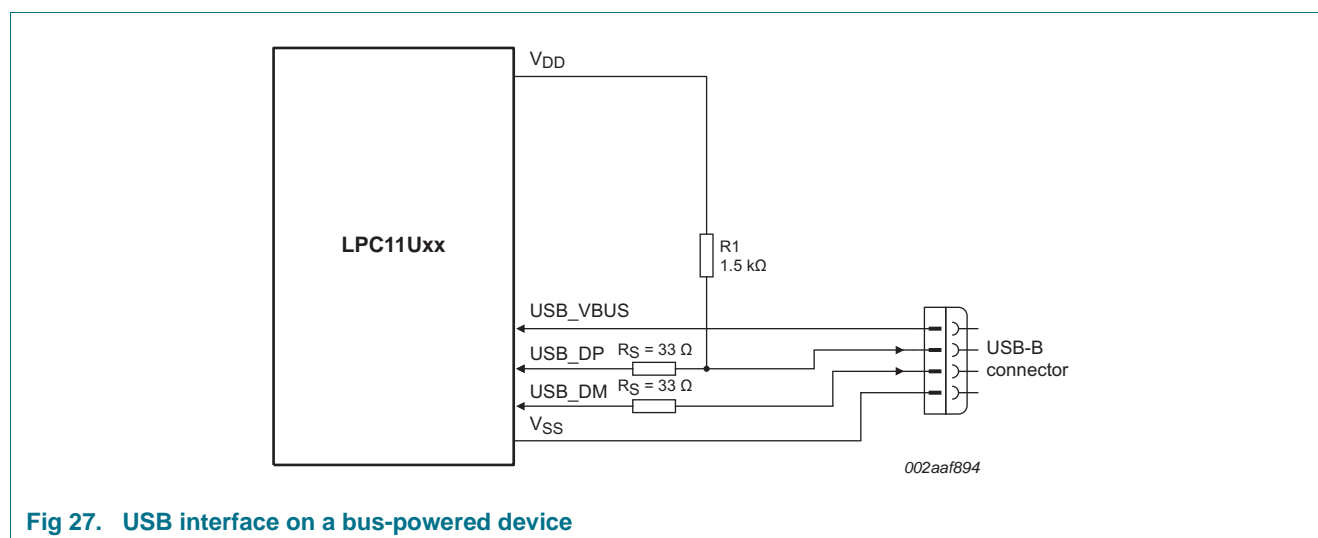 VDD
LPC11Uxx
R1
1.5 kΩ
USB_VBUS
USB_DP
RS = 33 Ω
USB-B
connector
USB_DM
RS = 33 Ω
VSS
002aaf894
Fig 27. USB interface on a bus-powered device